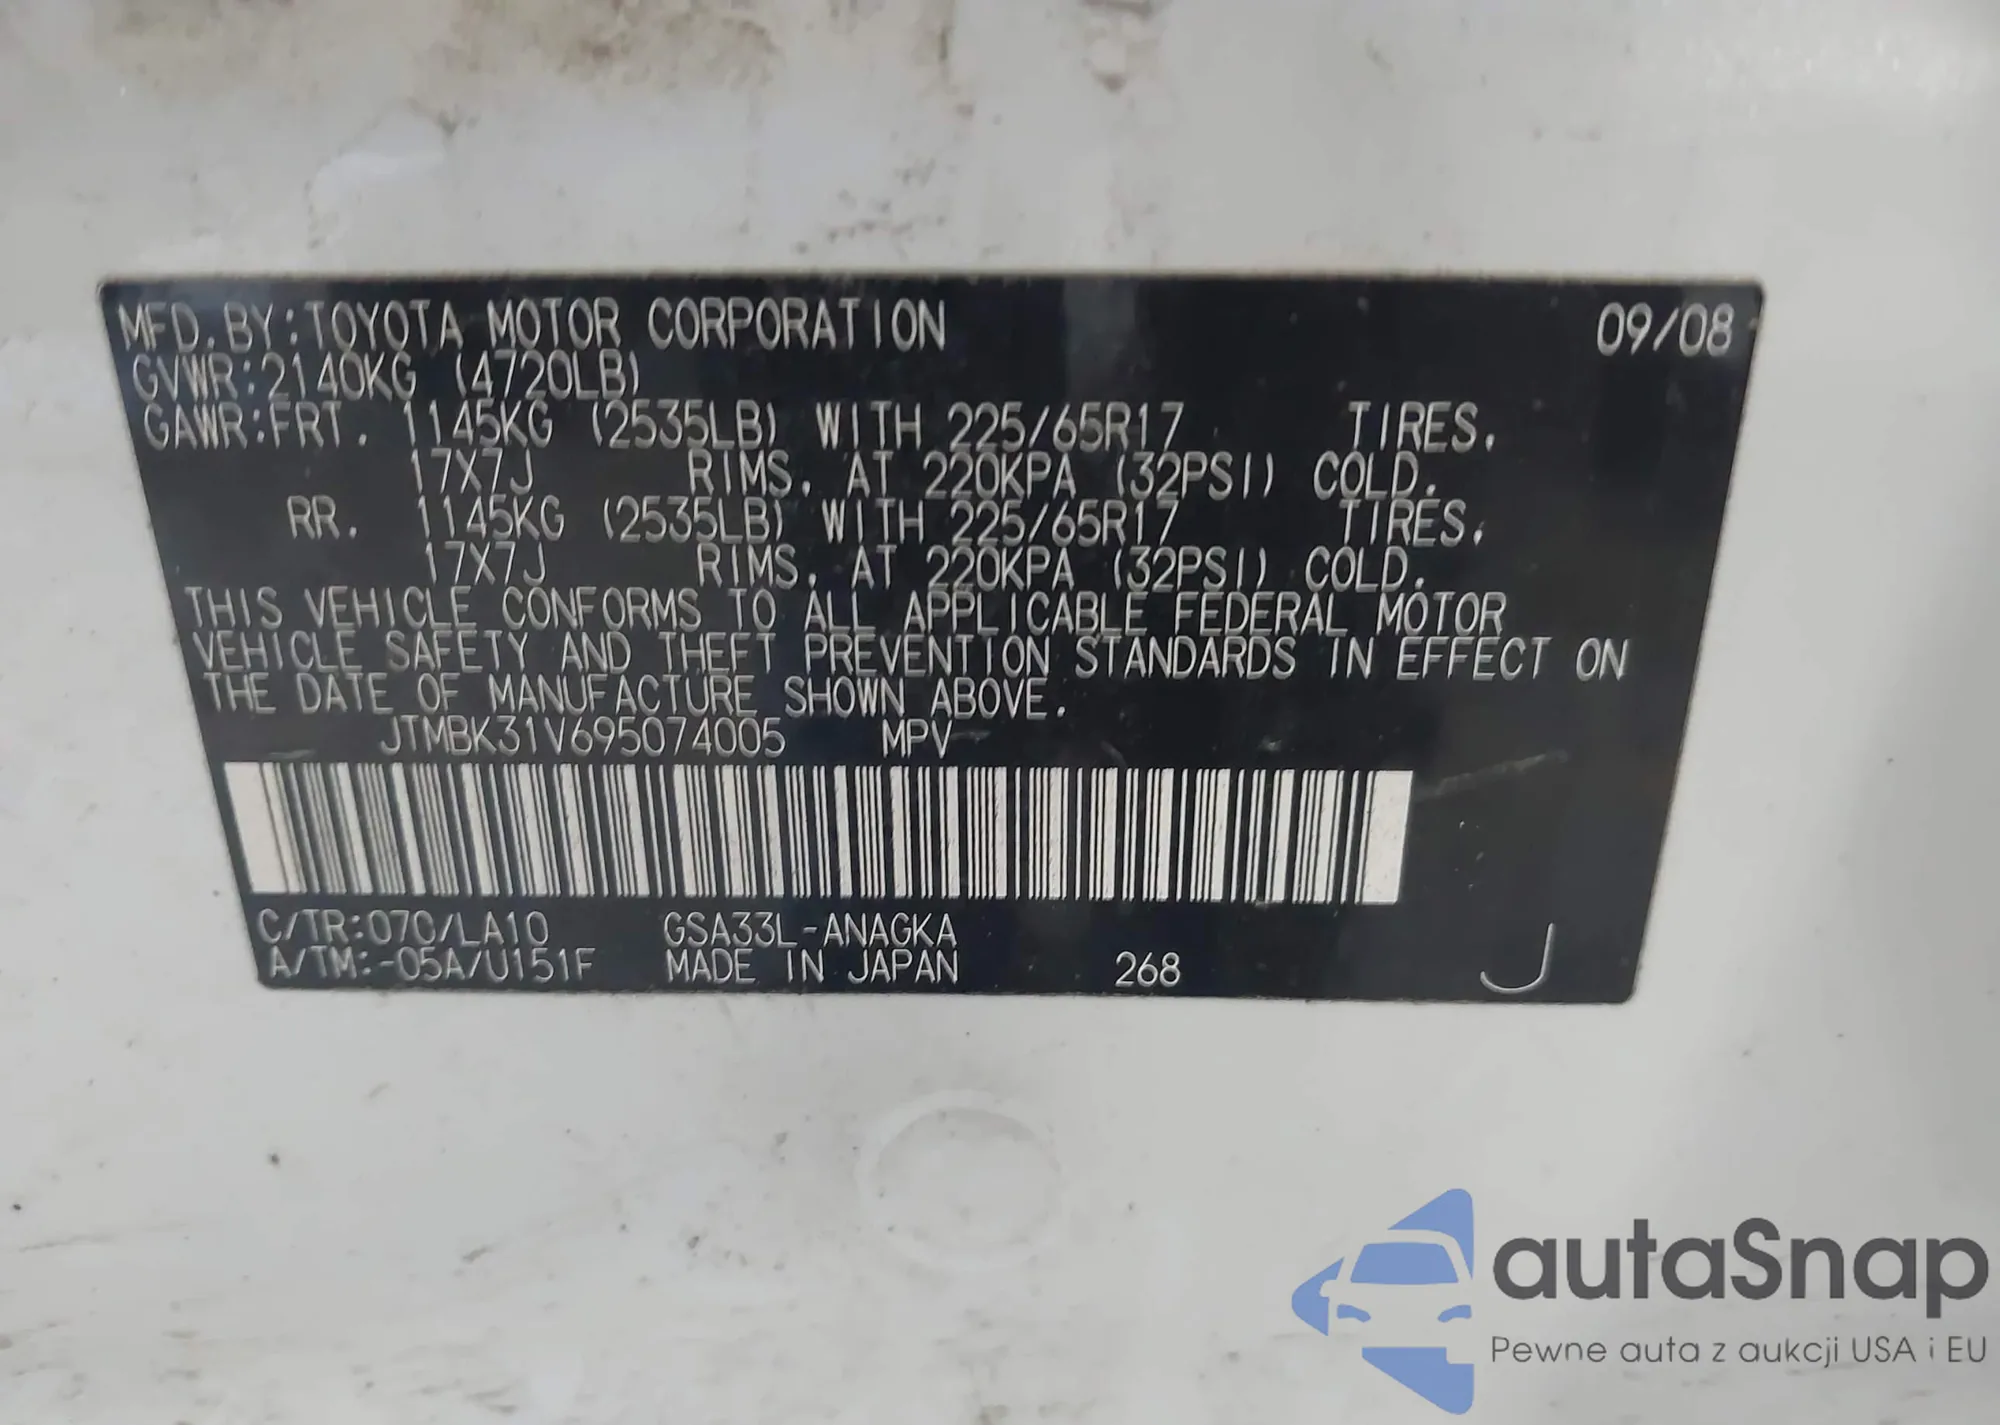 MFD.BY:TOYOTA MOTOR CORPORATION 09/08
GVWR:2140KG (4720LB)
GAWR:FRT. 1145KG (2535LB) WITH 225/65R17 TIRES.
17X7J RIMS, AT 220KPA (32PSI) COLD.
RR. 1145KG (2535LB) WITH 225/65R17 TIRES,
17X7J RIMS, AT 220KPA (32PSI) COLD.
THIS VEHICLE CONFORMS TO ALL APPLICABLE FEDERAL MOTOR
VEHICLE SAFETY AND THEFT PREVENTION STANDARDS IN EFFECT ON
THE DATE OF MANUFACTURE SHOWN ABOVE.
JTMBK31V695074005 MPV
C/TR:070/LA10 GSA33L-ANAGKA
A/TM:-05A/U151F MADE IN JAPAN 268 J
autaSnap
Pewne auta z aukcji USA i EU